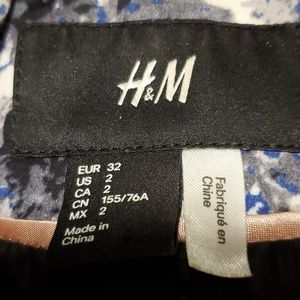 H&M
EUR 32
US 2
CA 2
CN 155/76A
MX 2
Made in
China
Fabriqué en
Chine